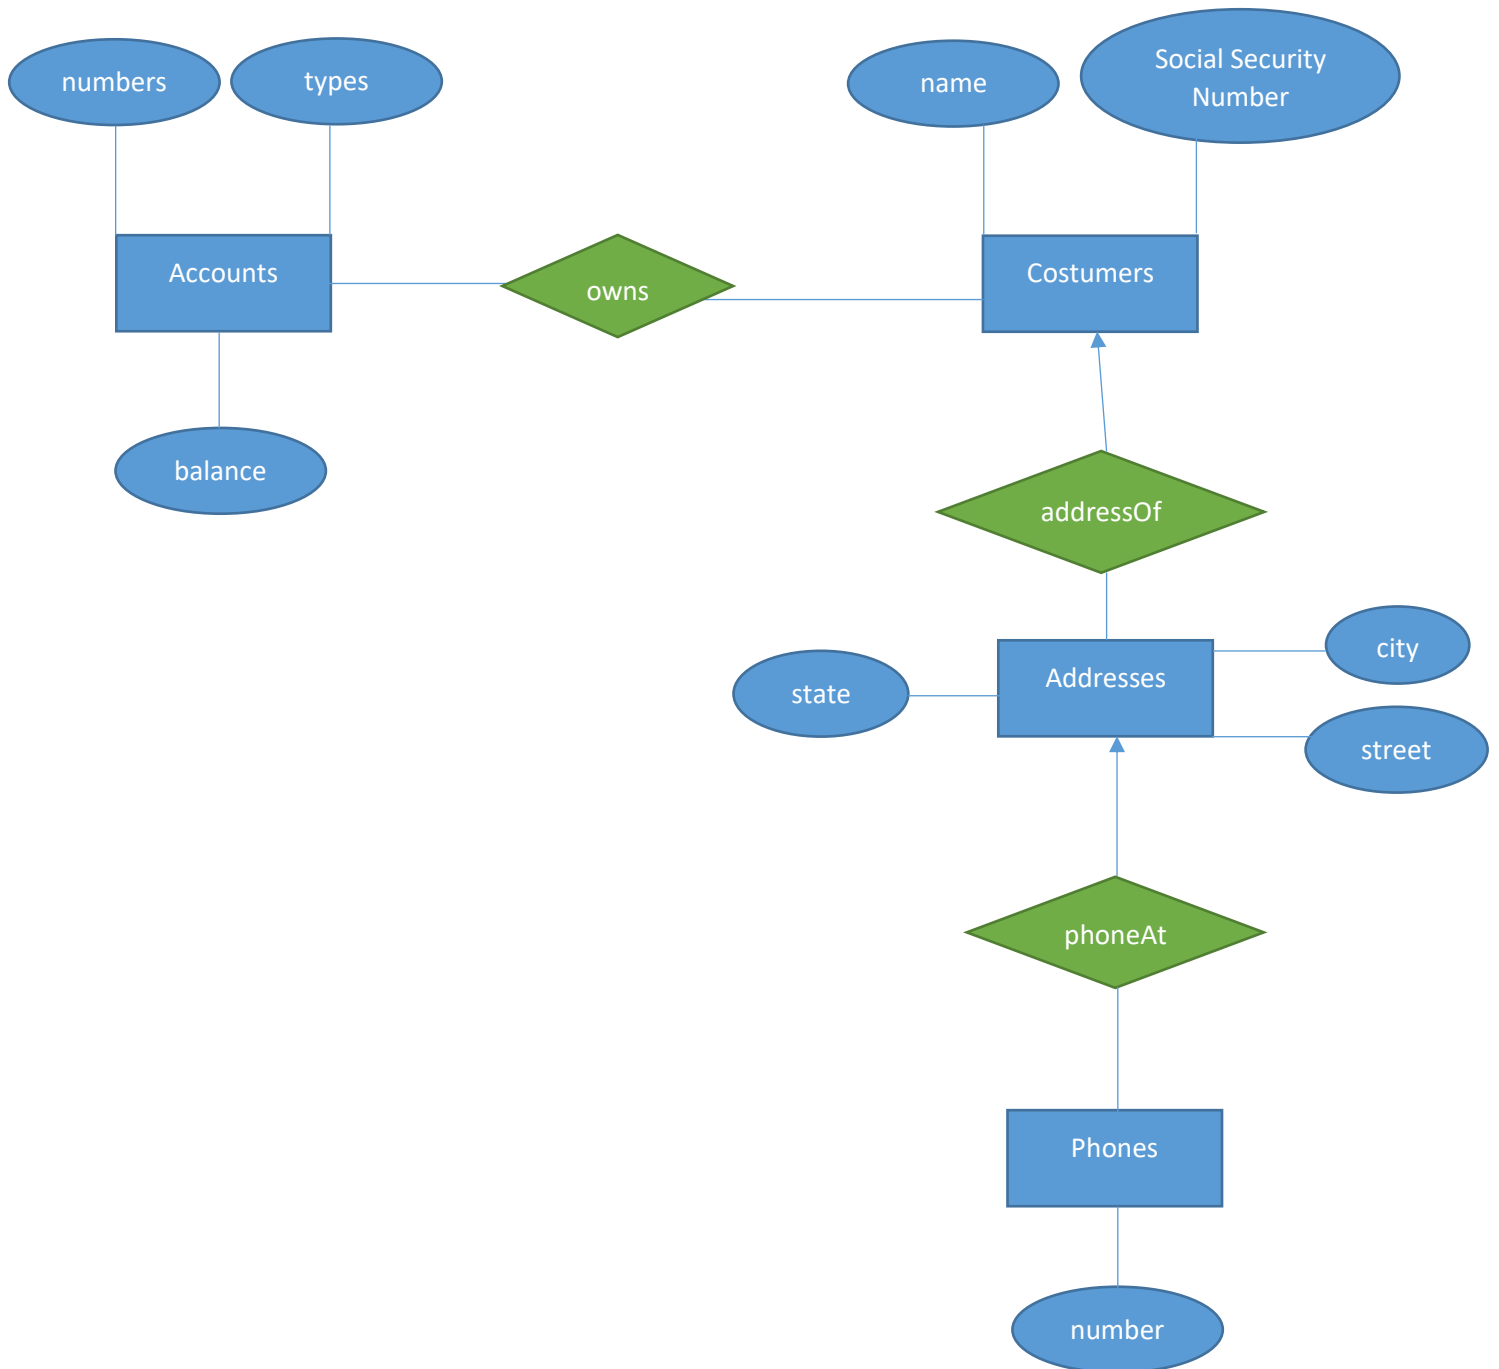 numbers
types
name
Social Security
Number
Accounts
owns
Costumers
balance
addressOf
state
Addresses
city
street
phoneAt
Phones
number